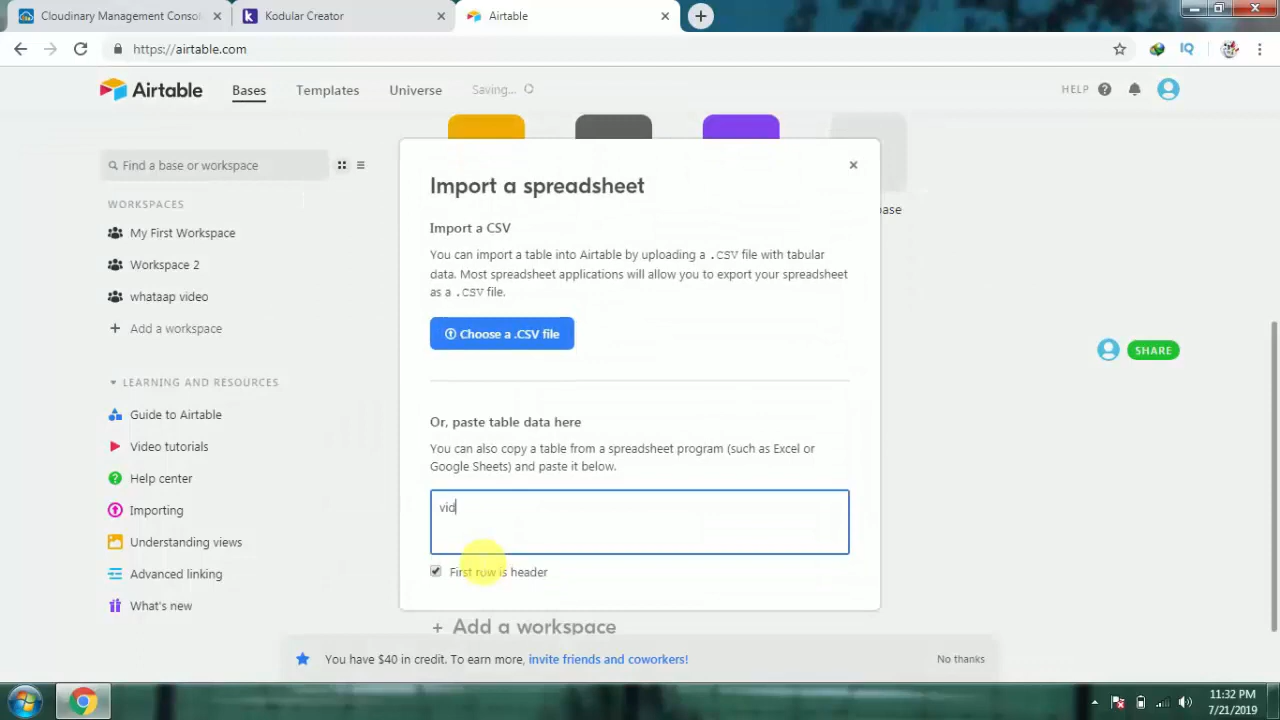 Cloudinary Management Conso
Kodular Creator
Airtable
https://airtable.com
IQ
Airtable
Bases
Templates
Universe
Saving...
HELP
Find a base or workspace
WORKSPACES
My First Workspace
Workspace 2
whataap video
Add a workspace
LEARNING AND RESOURCES
Guide to Airtable
Video tutorials
Help center
Importing
Understanding views
Advanced linking
What's new
Import a spreadsheet
Import a CSV
You can import a table into Airtable by uploading a .CSV file with tabular
data. Most spreadsheet applications will allow you to export your spreadsheet
as a .CSV file.
Choose a .CSV file
Or, paste table data here
You can also copy a table from a spreadsheet program (such as Excel or
Google Sheets) and paste it below.
vid
First row is header
base
SHARE
+ Add a workspace
You have $40 in credit. To earn more, invite friends and coworkers!
No thanks
11:32 PM
7/21/2019